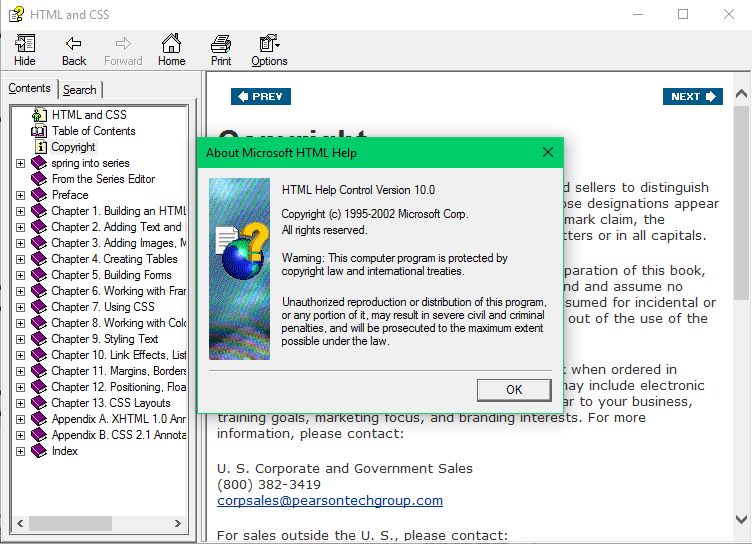 HTML and CSS
Hide
Back
Forward
Home
Print
Options
Contents
Search
HTML and CSS
Table of Contents
Copyright
spring into series
From the Series Editor
Preface
Chapter 1. Building an HTML
Chapter 2. Adding Text and
Chapter 3. Adding Images, M
Chapter 4. Creating Tables
Chapter 5. Building Forms
Chapter 6. Working with Fran
Chapter 7. Using CSS
Chapter 8. Working with Colo
Chapter 9. Styling Text
Chapter 10. Link Effects, List
Chapter 11. Margins, Borders
Chapter 12. Positioning, Floa
Chapter 13. CSS Layouts
Appendix A. XHTML 1.0 Ann
Appendix B. CSS 2.1 Annota
Index
PREV
NEXT
Copyright
d sellers to distinguish
ose designations appear
mark claim, the
tters or in all capitals.
paration of this book,
nd and assume no
sumed for incidental or
out of the use of the
k when ordered in
may include electronic
ar to your business,
training goals, marketing focus, and branding interests. For more
information, please contact:
U. S. Corporate and Government Sales
(800) 382-3419
corpsales@pearsontechgroup.com
For sales outside the U. S., please contact:
About Microsoft HTML Help
HTML Help Control Version 10.0
Copyright (c) 1995-2002 Microsoft Corp.
All rights reserved.
Warning: This computer program is protected by
copyright law and international treaties.
Unauthorized reproduction or distribution of this program,
or any portion of it, may result in severe civil and criminal
penalties, and will be prosecuted to the maximum extent
possible under the law.
OK